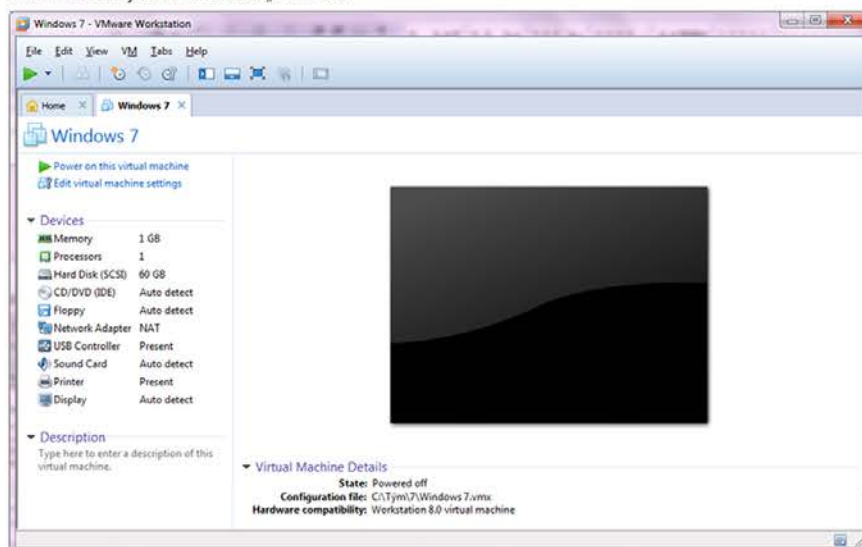 Windows 7 - VMware Workstation
File Edit View VM Tabs Help
Home Windows 7
Windows 7
Power on this virtual machine
Edit virtual machine settings
Devices
Memory 1 GB
Processors 1
Hard Disk (SCSI) 60 GB
CD/DVD (IDE) Auto detect
Floppy Auto detect
Network Adapter NAT
USB Controller Present
Sound Card Auto detect
Printer Present
Display Auto detect
Description
Type here to enter a description of this
virtual machine.
Virtual Machine Details
State: Powered off
Configuration file: C:\Tým\7\Windows 7.vmx
Hardware compatibility: Workstation 8.0 virtual machine